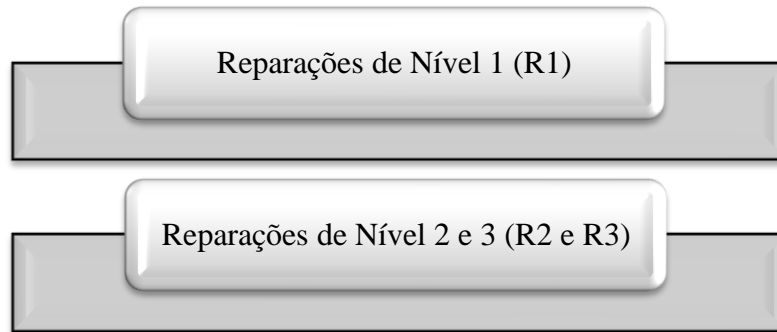 Reparações de Nível 1 (R1)
Reparações de Nível 2 e 3 (R2 e R3)